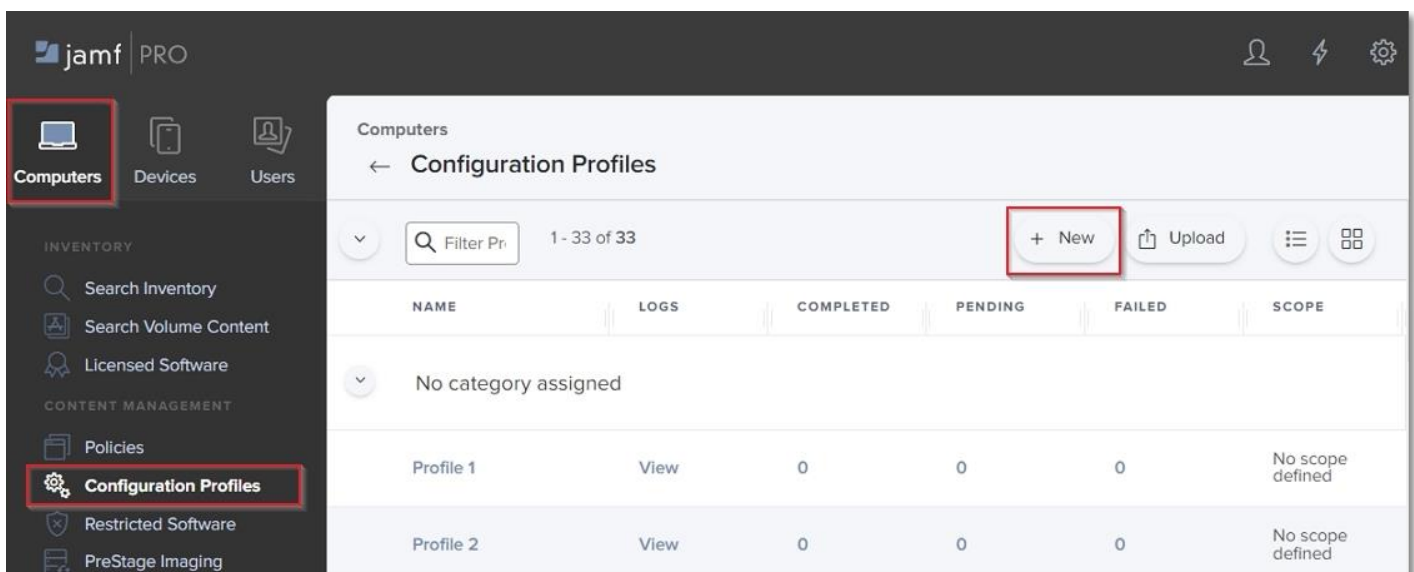 jamf PRO
Computers
Devices
Users
INVENTORY
Search Inventory
Search Volume Content
Licensed Software
CONTENT MANAGEMENT
Policies
Configuration Profiles
Restricted Software
PreStage Imaging
Computers
← Configuration Profiles
Filter Pr
1 - 33 of 33
+ New
Upload
NAME LOGS COMPLETED PENDING FAILED SCOPE
No category assigned
Profile 1 View 0 0 0 No scope
defined
Profile 2 View 0 0 0 No scope
defined